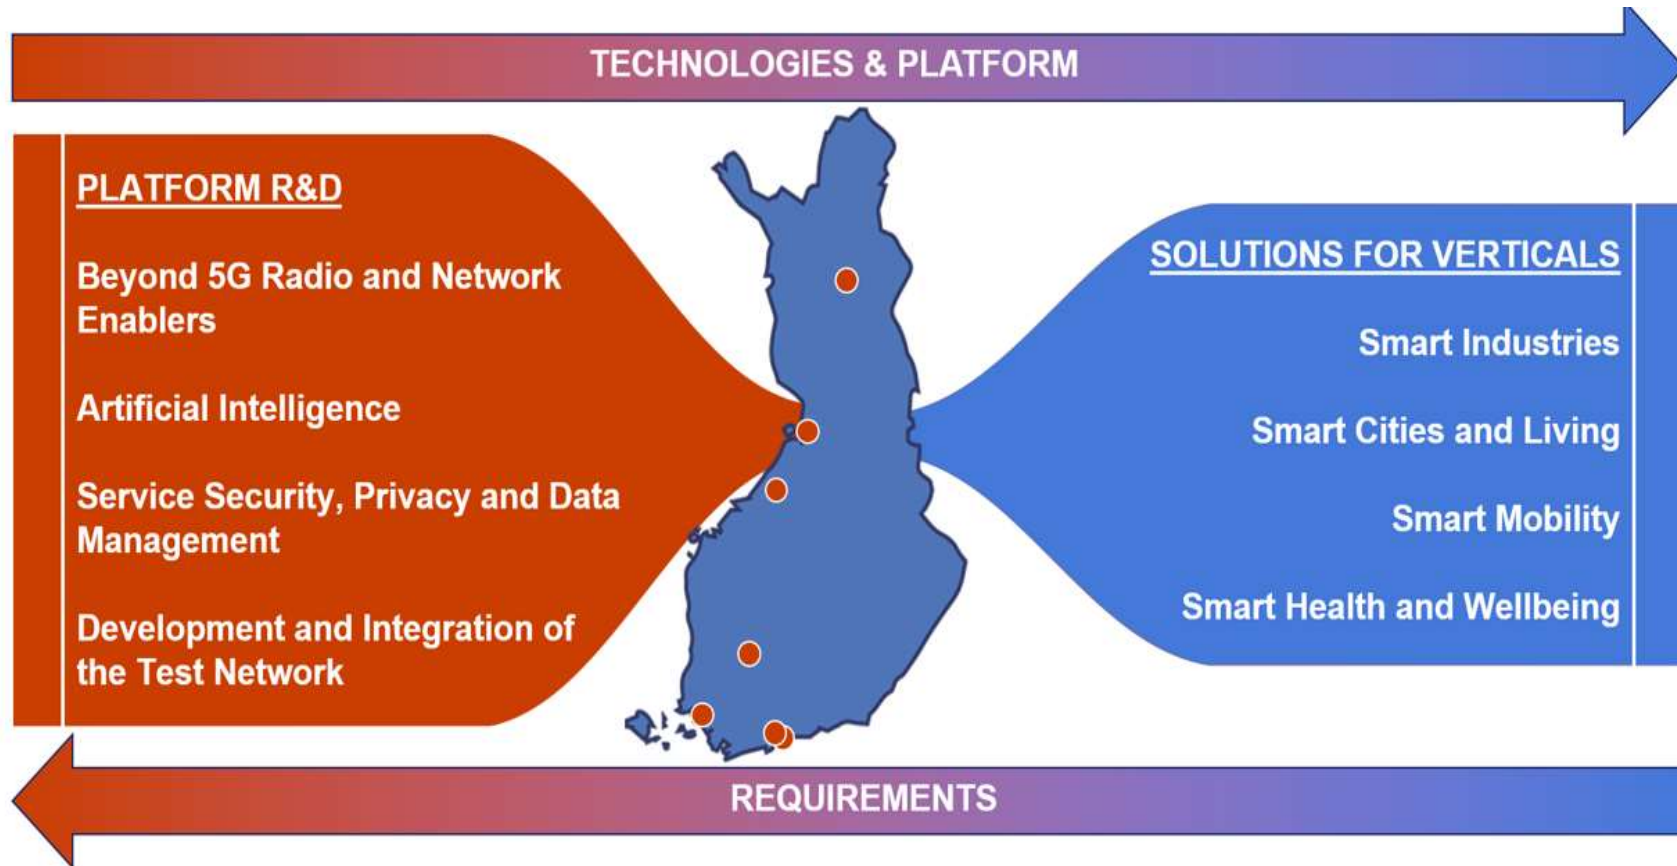 TECHNOLOGIES & PLATFORM
PLATFORM R&D
Beyond 5G Radio and Network
Enablers
Artificial Intelligence
Service Security, Privacy and Data
Management
Development and Integration of
the Test Network
SOLUTIONS FOR VERTICALS
Smart Industries
Smart Cities and Living
Smart Mobility
Smart Health and Wellbeing
REQUIREMENTS